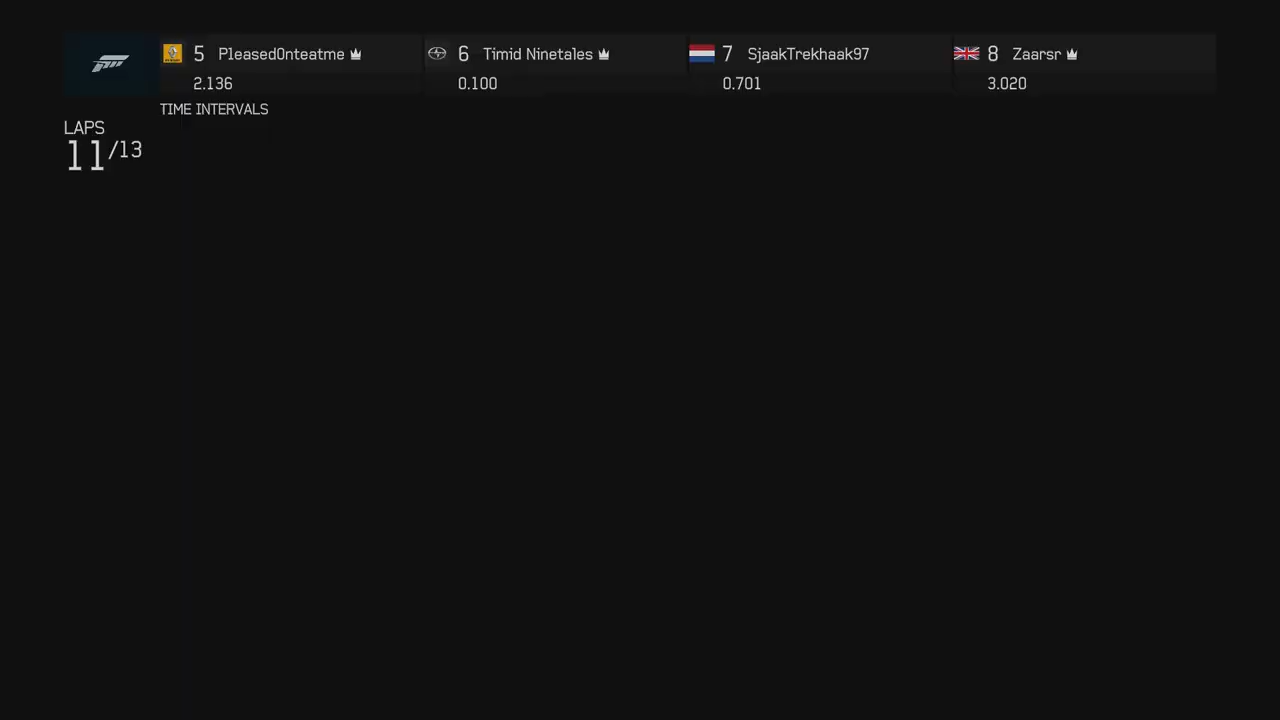 5 Pleased0nteatme
2.136
6 Timid Ninetales
0.100
7 SjaakTrekhaak97
0.701
8 Zaarsr
3.020
TIME INTERVALS
LAPS
11/13